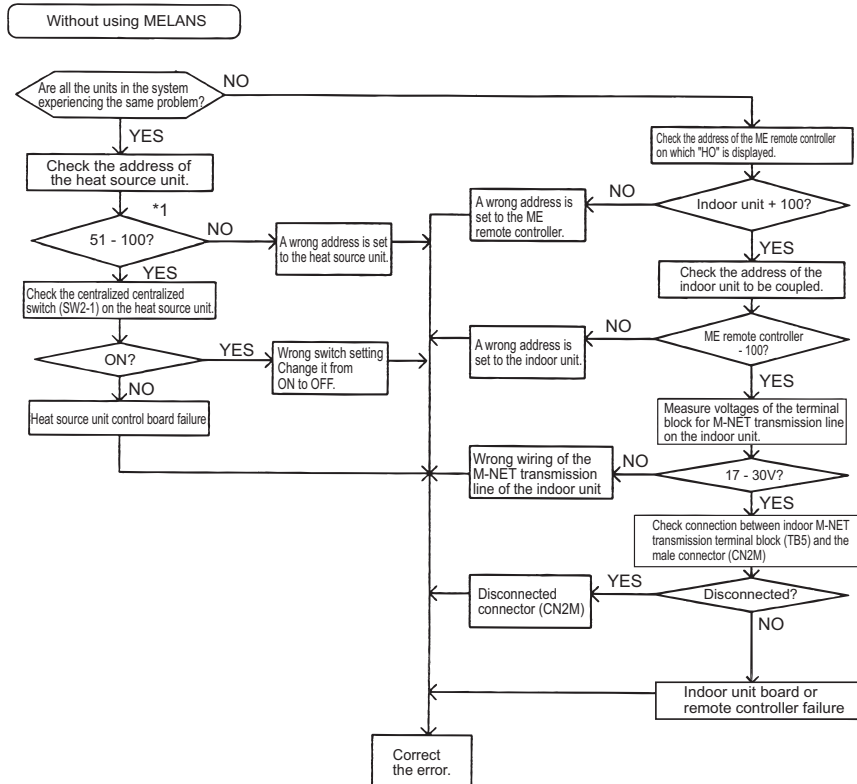 Without using MELANS
Are all the units in the system
experiencing the same problem?
NO
YES
Check the address of
the heat source unit.
*1
51 - 100?
NO
A wrong address is set
to the heat source unit.
YES
Check the centralized centralized
switch (SW2-1) on the heat source unit.
ON?
YES
Wrong switch setting
Change it from
ON to OFF.
NO
Heat source unit control board failure
Check the address of the ME remote controller
on which "HO" is displayed.
Indoor unit + 100?
NO
A wrong address is
set to the ME
remote controller.
YES
Check the address of the
indoor unit to be coupled.
ME remote controller
- 100?
NO
A wrong address is
set to the indoor unit.
YES
Measure voltages of the terminal
block for M-NET transmission line
on the indoor unit.
17 - 30V?
NO
Wrong wiring of the
M-NET transmission
line of the indoor unit
YES
Check connection between indoor M-NET
transmission terminal block (TB5) and the
male connector (CN2M)
Disconnected?
YES
Disconnected
connector (CN2M)
NO
Indoor unit board or
remote controller failure
Correct
the error.